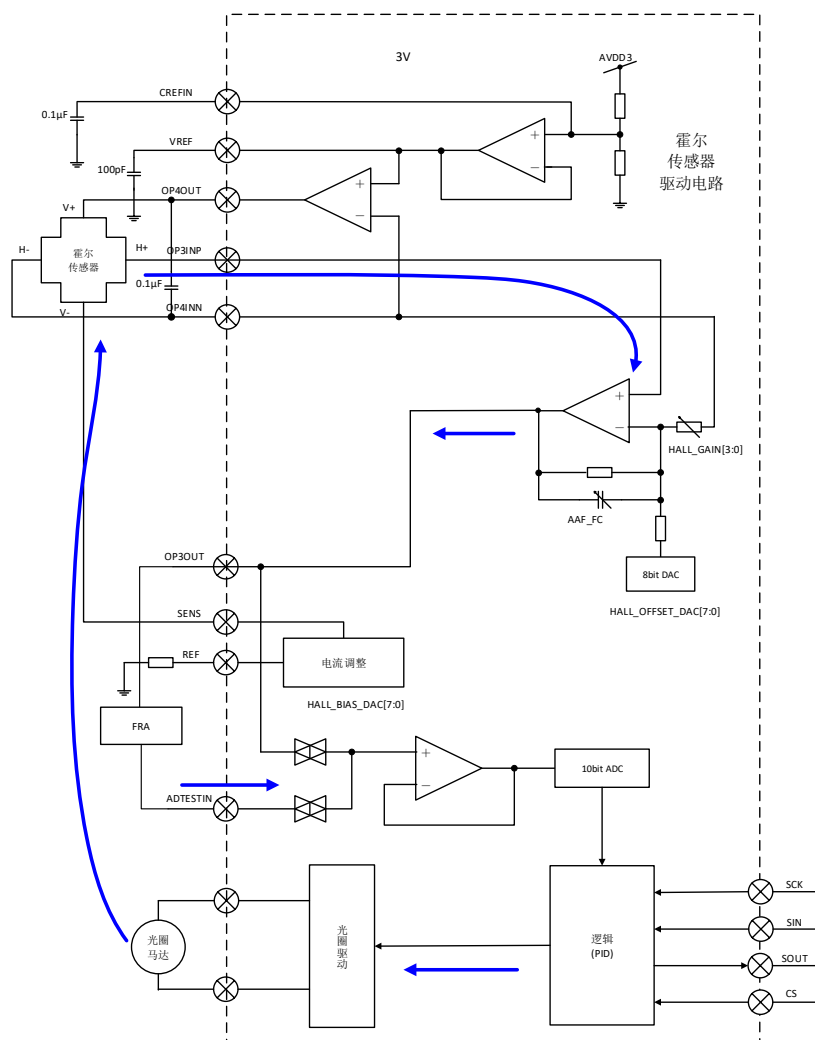 3V
AVDD3
CREFIN
0.1µF
霍尔
传感器
驱动电路
VREF
100pF
+
−
OP4OUT
+
−
V+
H-
霍尔
传感器
H+
OP3INP
0.1µF
V-
OP4INN
+
−
HALL_GAIN[3:0]
AAF_FC
OP3OUT
8bit DAC
HALL_OFFSET_DAC[7:0]
SENS
REF
电流调整
HALL_BIAS_DAC[7:0]
FRA
+
−
10bit ADC
ADTESTIN
光圈
马达
光圈驱动
逻辑
(PID)
SCK
SIN
SOUT
CS